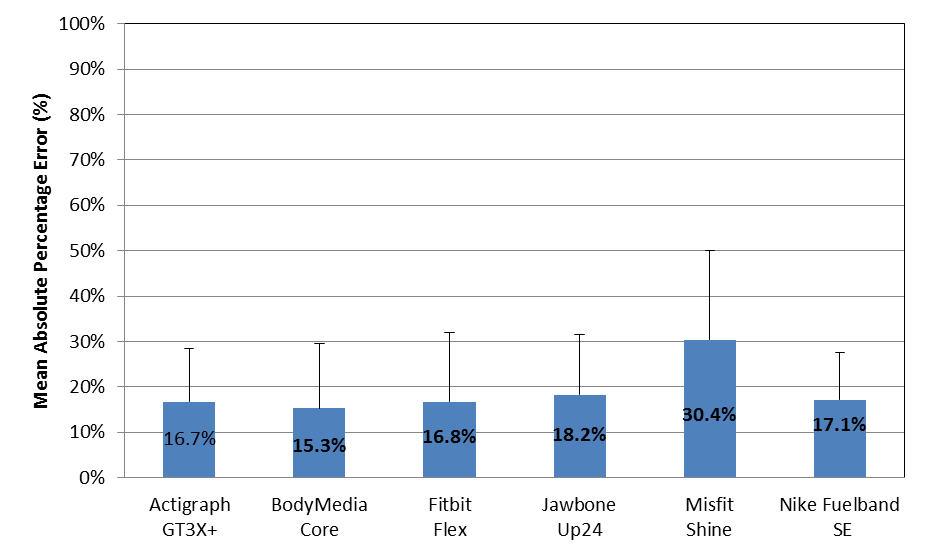 100%
90%
80%
70%
60%
50%
40%
30%
20%
10%
0%
Mean Absolute Percentage Error (%)
16.7%
15.3%
16.8%
18.2%
30.4%
17.1%
Actigraph
GT3X+
BodyMedia
Core
Fitbit
Flex
Jawbone
Up24
Misfit
Shine
Nike Fuelband
SE